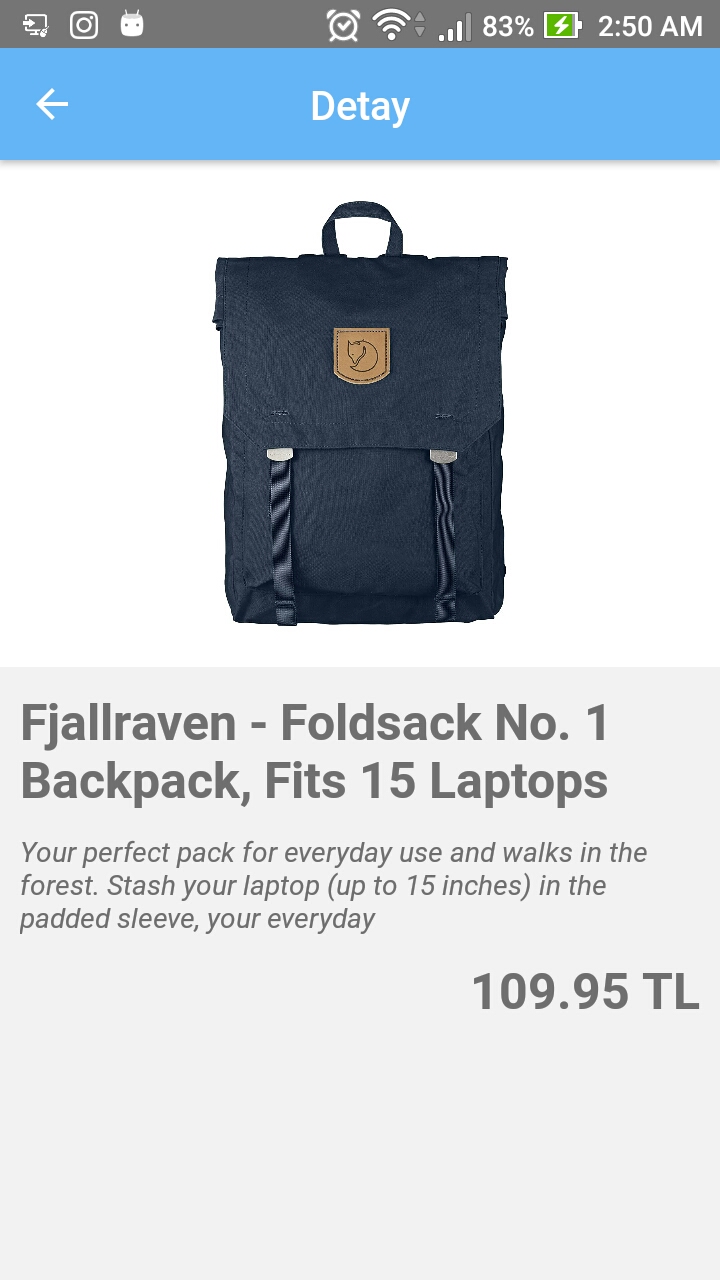 83% 2:50 AM
Detay
Fjallraven - Foldsack No. 1
Backpack, Fits 15 Laptops
Your perfect pack for everyday use and walks in the
forest. Stash your laptop (up to 15 inches) in the
padded sleeve, your everyday
109.95 TL